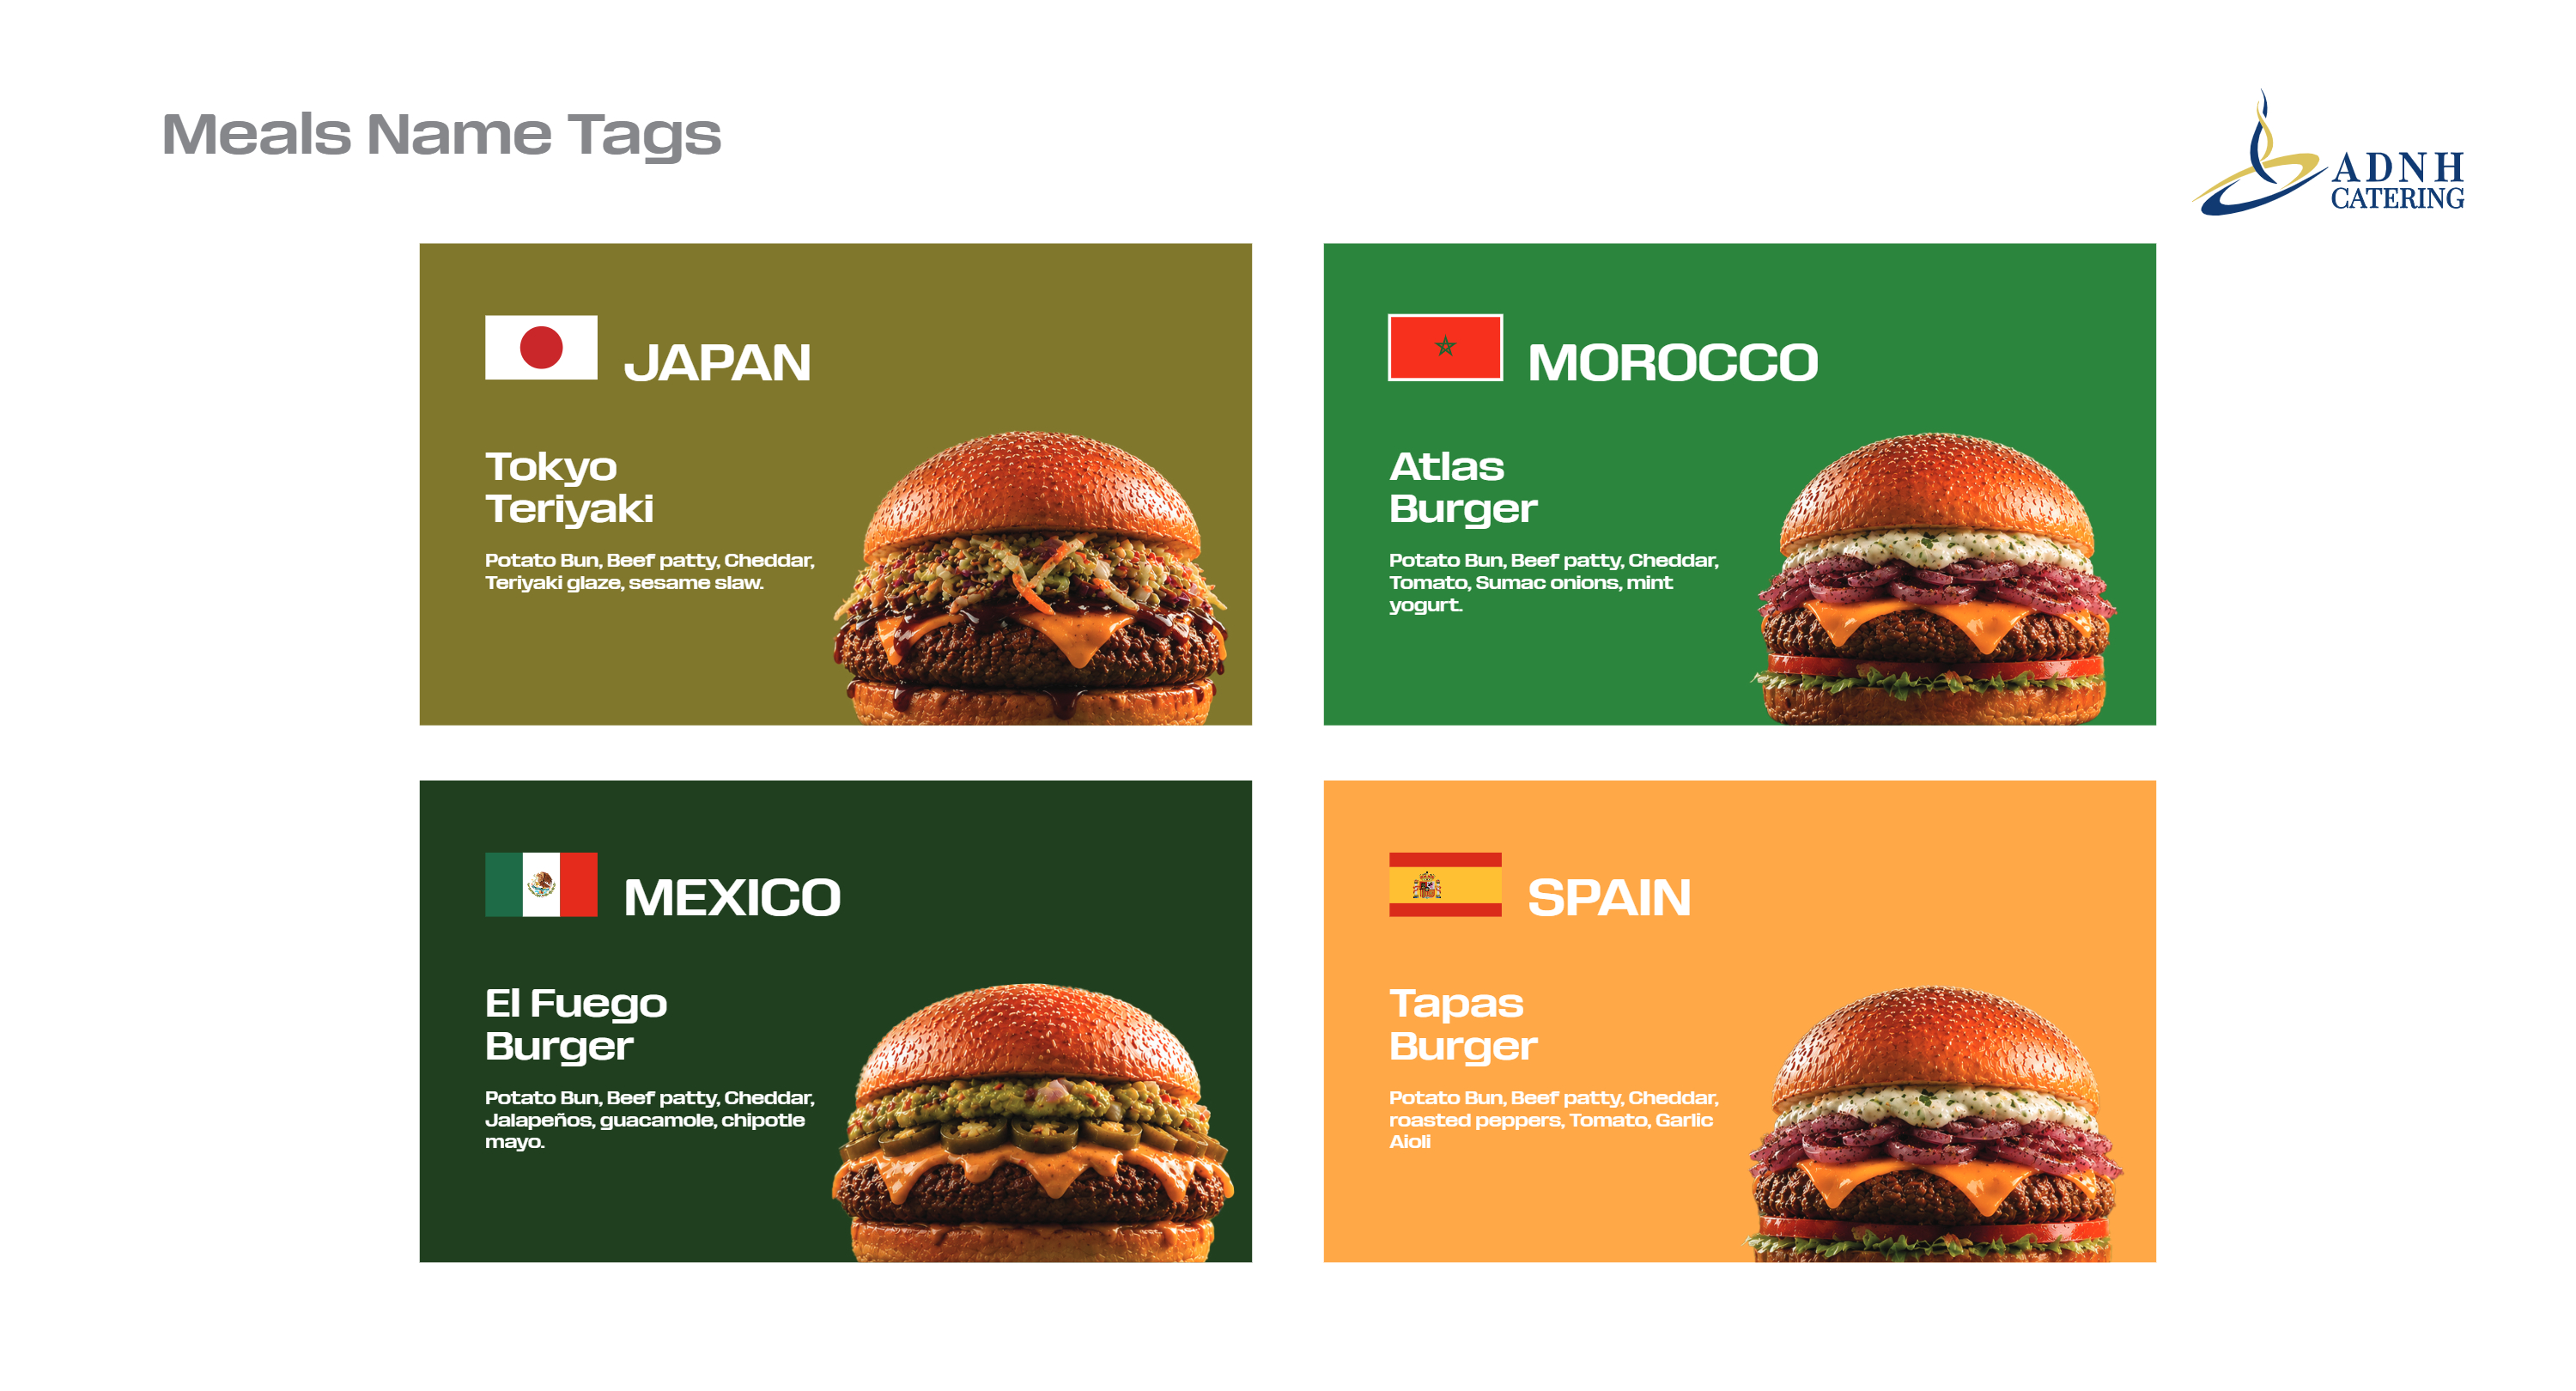 Meals Name Tags
ADNH
CATERING
JAPAN
Tokyo
Teriyaki
Potato Bun, Beef patty, Cheddar,
Teriyaki glaze, sesame slaw.
MOROCCO
Atlas
Burger
Potato Bun, Beef patty, Cheddar,
Tomato, Sumac onions, mint
yogurt.
MEXICO
El Fuego
Burger
Potato Bun, Beef patty, Cheddar,
Jalapeños, guacamole, chipotle
mayo.
SPAIN
Tapas
Burger
Potato Bun, Beef patty, Cheddar,
roasted peppers, Tomato, Garlic
Aioli